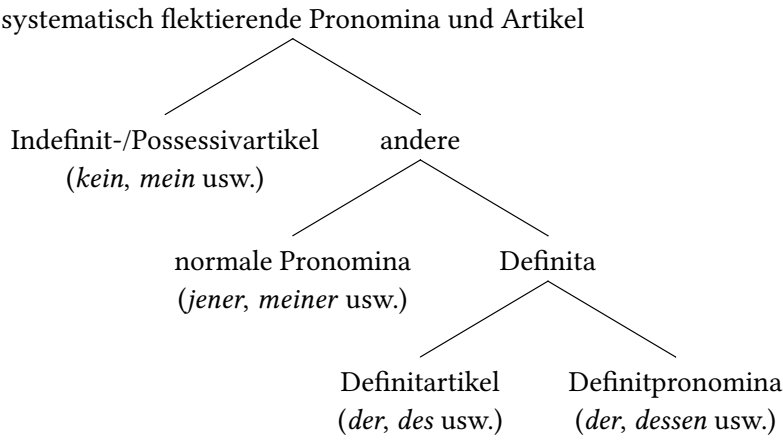 systematisch flektierende Pronomina und Artikel
Indefinit-/Possessivartikel
(kein, mein usw.)
andere
normale Pronomina
(jener, meiner usw.)
Definita
Definitartikel
(der, des usw.)
Definitpronomina
(der, dessen usw.)